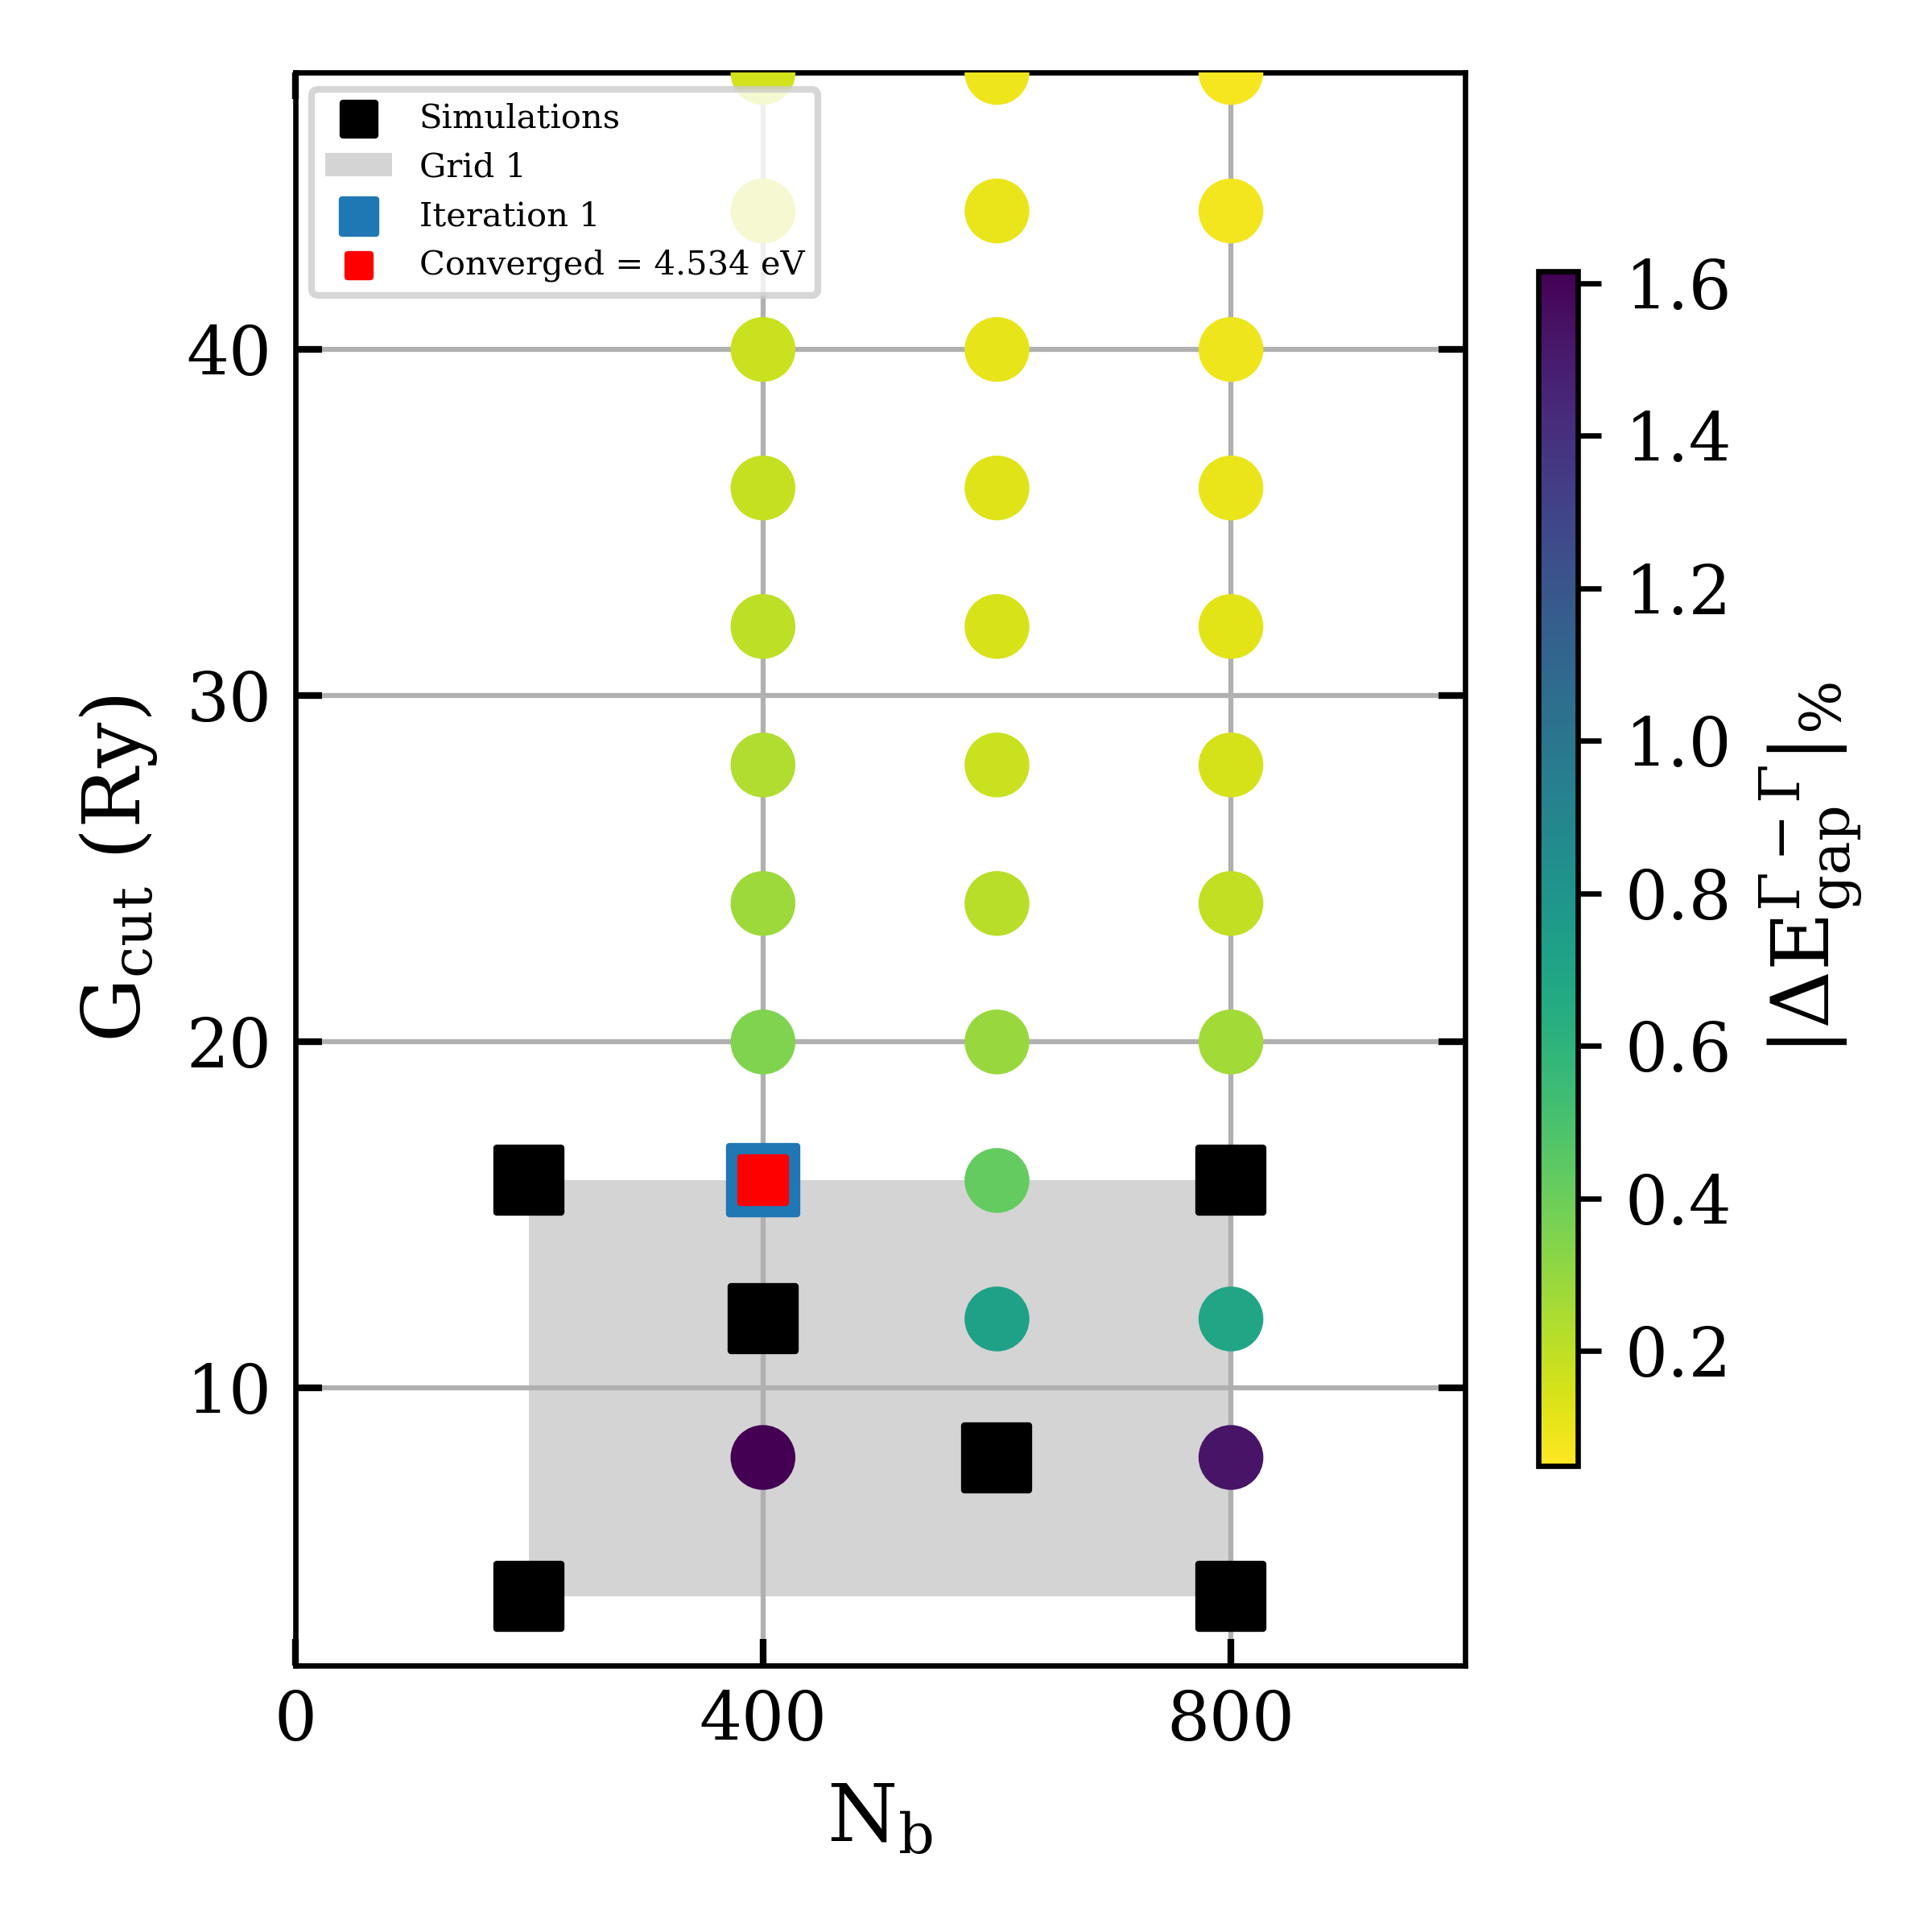 Simulations
Grid 1
Iteration 1
Converged = 4.534 eV
40
30
20
10
G_cut (Ry)
0
400
800
N_b
1.6
1.4
1.2
1.0
0.8
0.6
0.4
0.2
|ΔE_gap^Γ−Γ|_%